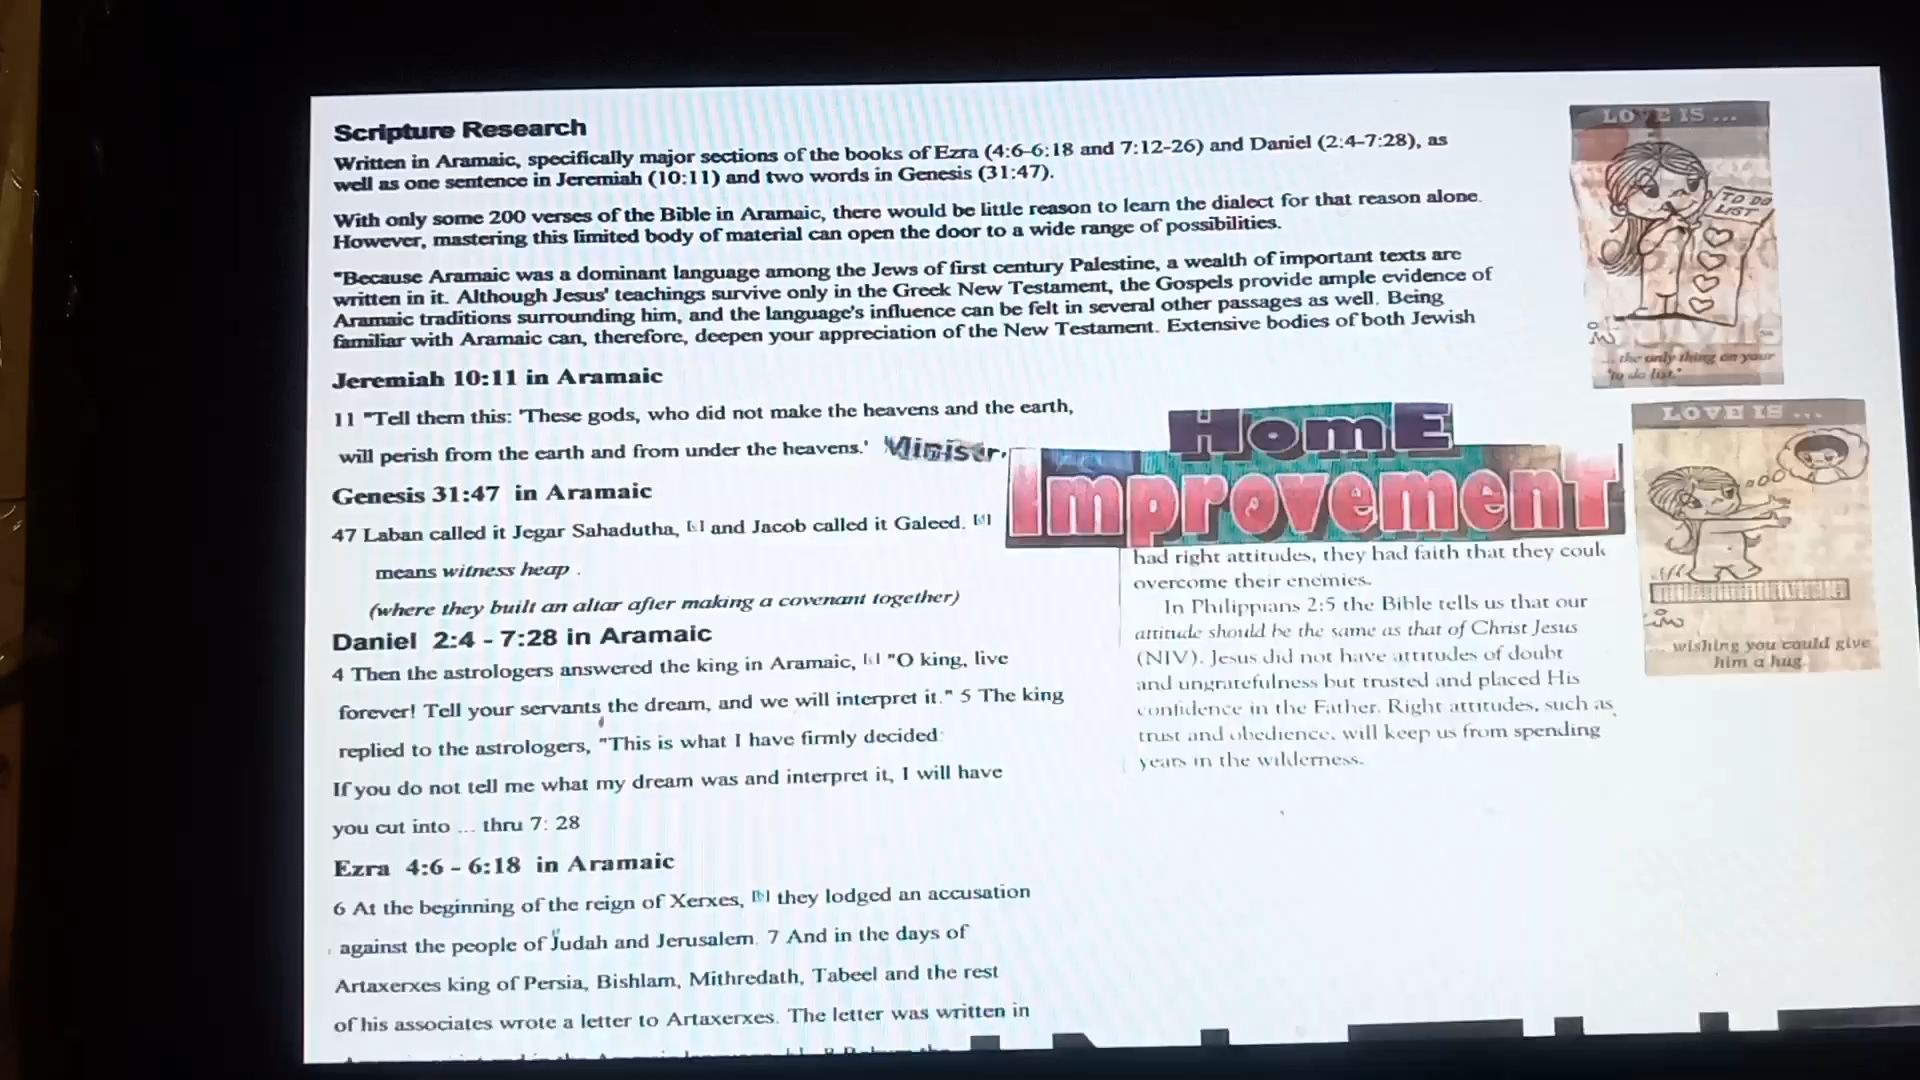 Scripture Research
Written in Aramaic, specifically major sections of the books of Ezra (4:6-6:18 and 7:12-26) and Daniel (2:4-7:28), as
well as one sentence in Jeremiah (10:11) and two words in Genesis (31:47).
With only some 200 verses of the Bible in Aramaic, there would be little reason to learn the dialect for that reason alone.
However, mastering this limited body of material can open the door to a wide range of possibilities.
"Because Aramaic was a dominant language among the Jews of first century Palestine, a wealth of important texts are
written in it. Although Jesus' teachings survive only in the Greek New Testament, the Gospels provide ample evidence of
Aramaic traditions surrounding him, and the language's influence can be felt in several other passages as well. Being
familiar with Aramaic can, therefore, deepen your appreciation of the New Testament. Extensive bodies of both Jewish
Jeremiah 10:11 in Aramaic
11 "Tell them this: 'These gods, who did not make the heavens and the earth,
will perish from the earth and from under the heavens.'
Genesis 31:47 in Aramaic
47 Laban called it Jegar Sahadutha, and Jacob called it Galeed.
means witness heap .
(where they built an altar after making a covenant together)
Daniel 2:4 - 7:28 in Aramaic
4 Then the astrologers answered the king in Aramaic, "O king, live
forever! Tell your servants the dream, and we will interpret it." 5 The king
replied to the astrologers, "This is what I have firmly decided:
If you do not tell me what my dream was and interpret it, I will have
you cut into ... thru 7: 28
Ezra 4:6 - 6:18 in Aramaic
6 At the beginning of the reign of Xerxes, [b] they lodged an accusation
against the people of Judah and Jerusalem. 7 And in the days of
Artaxerxes king of Persia, Bishlam, Mithredath, Tabeel and the rest
of his associates wrote a letter to Artaxerxes. The letter was written in
HomE
ImprovemenT
had right attitudes, they had faith that they coul
overcome their enemies.
In Philippians 2:5 the Bible tells us that our
attitude should be the same as that of Christ Jesus
(NIV). Jesus did not have attitudes of doubt
and ungratefulness but trusted and placed His
confidence in the Father. Right attitudes, such as
trust and obedience, will keep us from spending
years in the wilderness.
LOVE IS ...
TO DO
LIST
... the only thing on your
"to do list."
LOVE IS ...
... wishing you could give
him a hug.